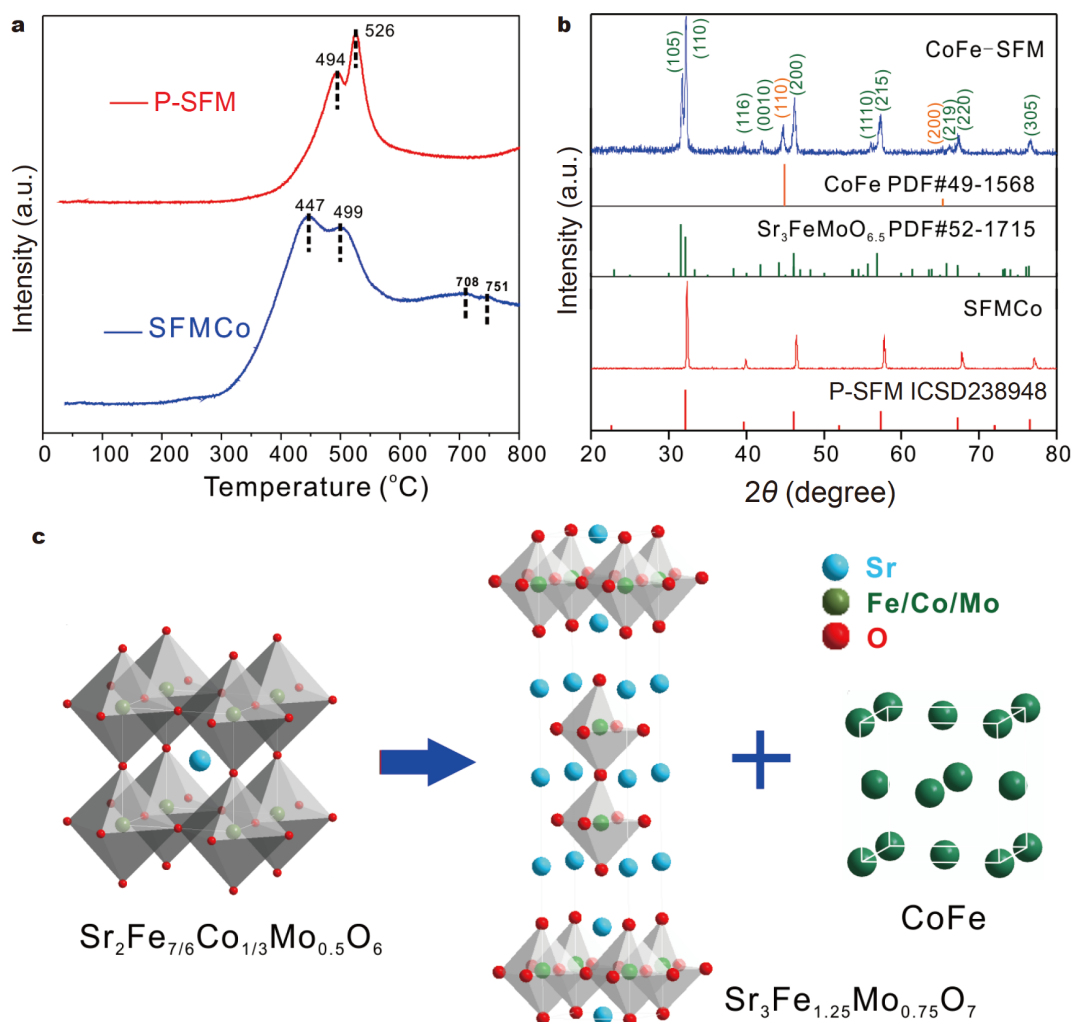 a
526
494
P-SFM
447
499
708
751
SFMCo
Intensity (a.u.)
0 100 200 300 400 500 600 700 800
Temperature (°C)
b
CoFe-SFM
(105)
(110)
(116)
(0010)
(110)
(200)
(1110)
(215)
(200)
(219)
(220)
(305)
CoFe PDF#49-1568
Sr₃FeMoO₆.₅ PDF#52-1715
SFMCo
P-SFM ICSD238948
Intensity (a.u.)
20 30 40 50 60 70 80
2θ (degree)
c
Sr
Fe/Co/Mo
O
Sr₂Fe₇/₆Co₁/₃Mo₀.₅O₆
CoFe
Sr₃Fe₁.₂₅Mo₀.₇₅O₇